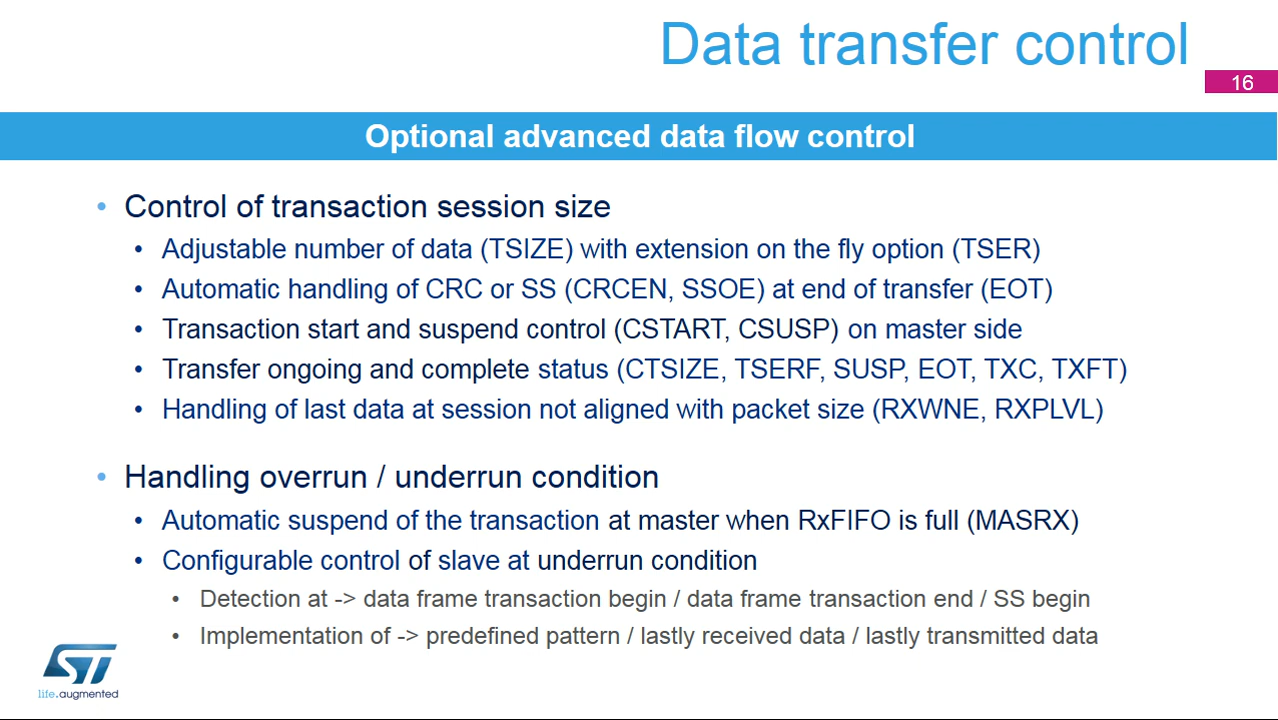 Data transfer control
16
Optional advanced data flow control
• Control of transaction session size
• Adjustable number of data (TSIZE) with extension on the fly option (TSER)
• Automatic handling of CRC or SS (CRCEN, SSOE) at end of transfer (EOT)
• Transaction start and suspend control (CSTART, CSUSP) on master side
• Transfer ongoing and complete status (CTSIZE, TSERF, SUSP, EOT, TXC, TXFT)
• Handling of last data at session not aligned with packet size (RXWNE, RXPLVL)
• Handling overrun / underrun condition
• Automatic suspend of the transaction at master when RxFIFO is full (MASRX)
• Configurable control of slave at underrun condition
• Detection at -> data frame transaction begin / data frame transaction end / SS begin
• Implementation of -> predefined pattern / lastly received data / lastly transmitted data
ST
life.augmented